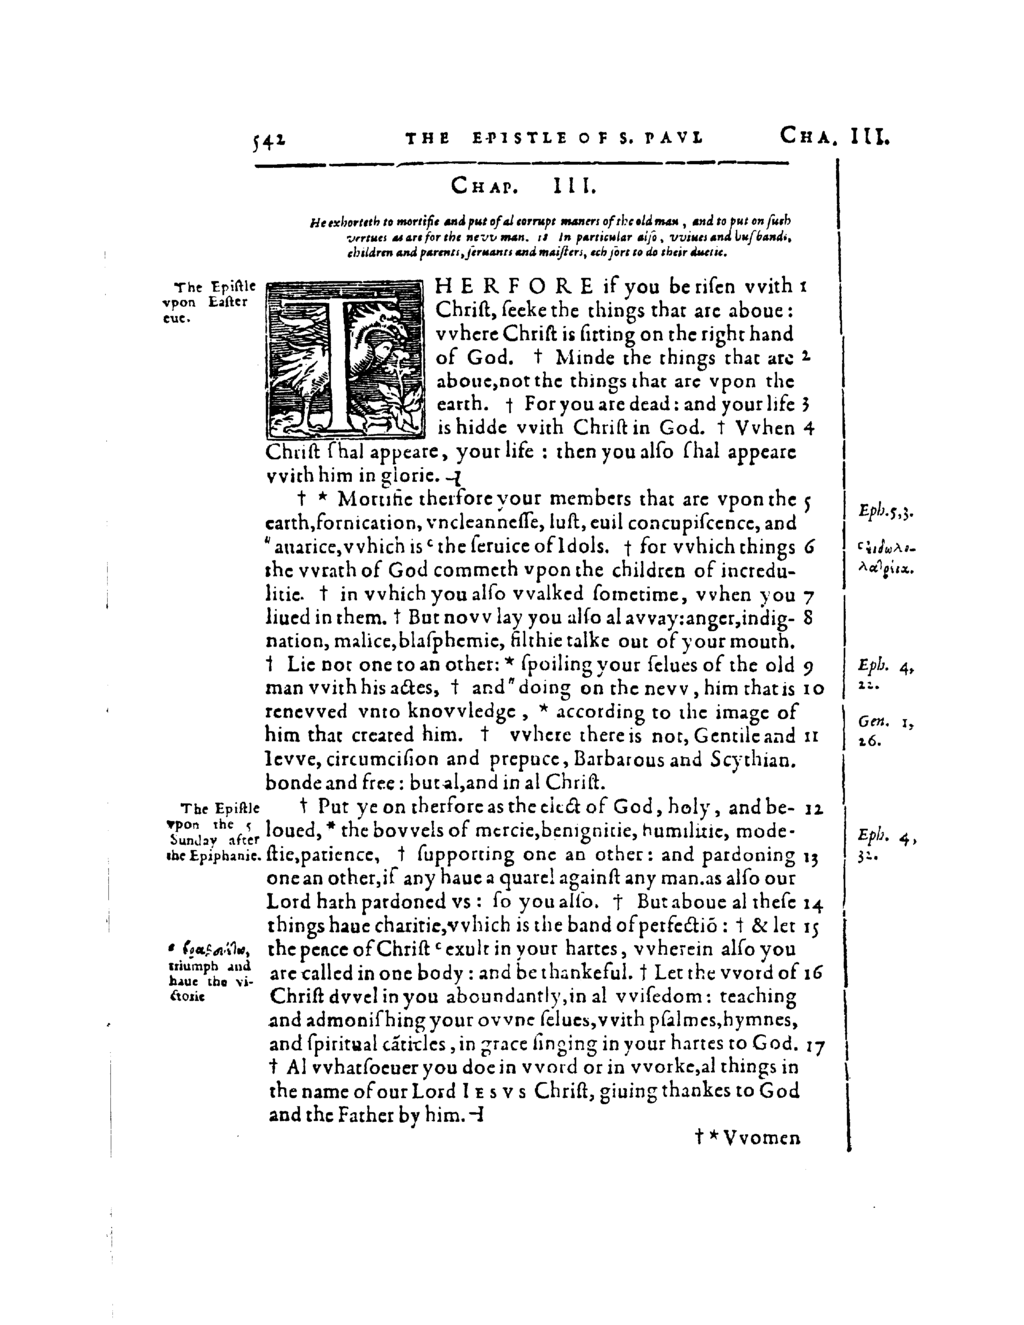 542 THE EPISTLE OF S. PAVL CHA. III.
CHAP. III.
He exhorteth to mortifie and put of al corrupt maners of the old man, and to put on such
vertues as are for the nevv man. 18 In particular also, vviues and husbands,
children and parents, seruants and maisters, ech sort to do their duetie.
The Epistle
vpon Easter
eue.
THERFORE if you be risen vvith 1
Christ, seeke the things that are aboue:
vvhere Christ is sitting on the right hand
of God. † Minde the things that are 2
aboue, not the things that are vpon the
earth. † For you are dead: and your life 3
is hidde vvith Christ in God. † Vvhen 4
Christ shal appeare, your life : then you also shal appeare
vvith him in glorie. ⊣
† * Mortifie therfore your members that are vpon the 5
earth, fornication, vncleannesse, lust, euil concupiscence, and
" auarice, vvhich is ᶜ the seruice of Idols. † for vvhich things 6
the vvrath of God commeth vpon the children of incredu-
litie. † in vvhich you also vvalked sometime, vvhen you 7
liued in them. † But novv lay you also al avvay: anger, indig- 8
nation, malice, blasphemie, filthie talke out of your mouth.
† Lie not one to an other: * spoiling your selues of the old 9
man vvith his actes, † and " doing on the nevv, him that is 10
renevved vnto knovvledge, * according to the image of
him that created him. † vvhere there is not, Gentile and 11
Ievve, circumcision and prepuce, Barbarous and Scythian.
bonde and free : but al, and in al Christ.
Eph. 5, 3.
ᶜ εἰδωλο-
λατρεία.
Eph. 4,
22.
Gen. 1,
26.
The Epistle
vpon the 5
Sunday after
the Epiphanie.
† Put ye on therfore as the elect of God, holy, and be- 12
loued, * the bovvels of mercie, benignitie, humilitie, mode-
stie, patience, † supporting one an other: and pardoning 13
one an other, if any haue a quarel against any man. as also our
Lord hath pardoned vs : so you also. † But aboue al these 14
things haue charitie, vvhich is the band of perfectiō : † & let 15
the peace of Christ ᶜ exult in your hartes, vvherein also you
are called in one body : and be thankeful. † Let the vvord of 16
Christ dvvel in you aboundantly, in al vvisedom: teaching
and admonishing your ovvne selues, vvith psalmes, hymnes,
and spiritual cāticles, in grace singing in your hartes to God. 17
† Al vvhatsoeuer you doe in vvord or in vvorke, al things in
the name of our Lord IESVS Christ, giuing thankes to God
and the Father by him. ⊣
Eph. 4,
32.
triumph and
haue the vi-
ctorie
† * Vvomen